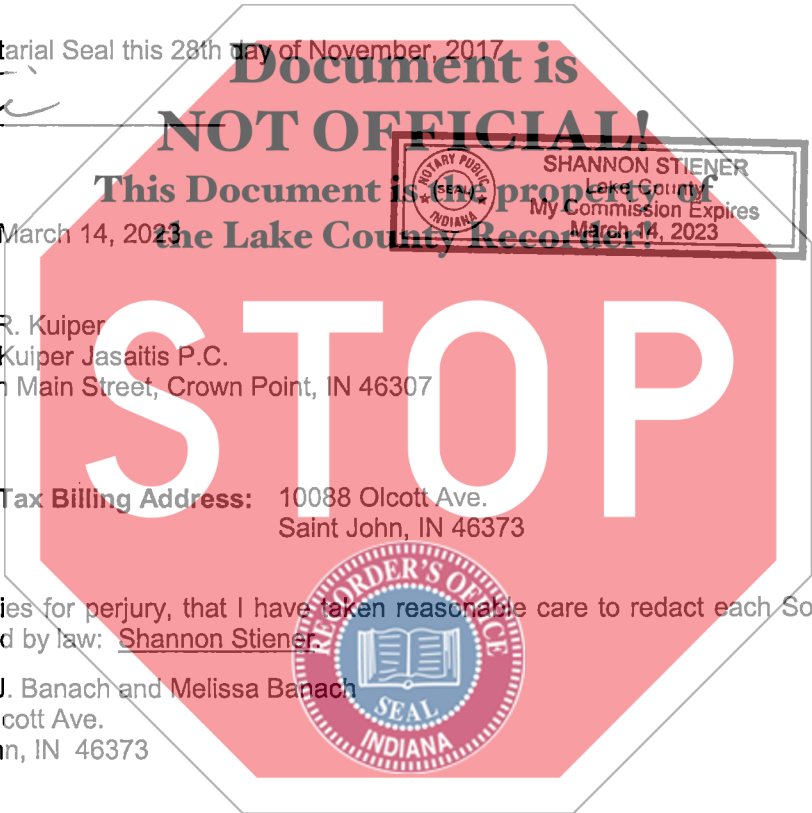 tarial Seal this 28th day of November, 2017
Document is
NOT OFFICIAL!
This Document is the property of
the Lake County Recorder!
NOTARY PUBLIC
SEAL
INDIANA
SHANNON STIENER
Lake County
My Commission Expires
March 14, 2023
March 14, 2023
R. Kuiper
Kuiper Jasaitis P.C.
n Main Street, Crown Point, IN 46307
STOP
Tax Billing Address: 10088 Olcott Ave.
Saint John, IN 46373
ies for perjury, that I have taken reasonable care to redact each So
d by law: Shannon Stiener.
J. Banach and Melissa Banach
cott Ave.
n, IN 46373
RECORDER'S OFFICE
SEAL
INDIANA